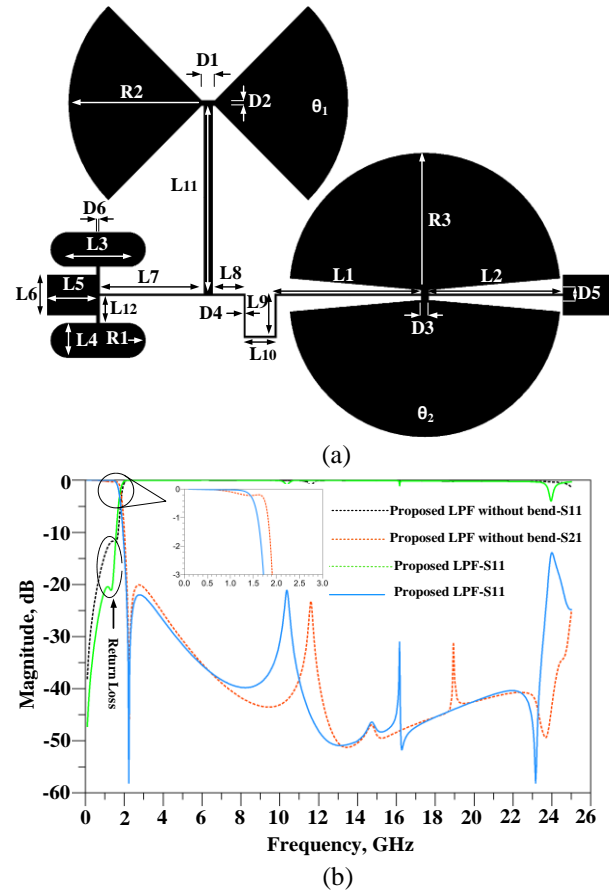 D1
R2
D2
θ1
L11
R3
D6
L3
L7
L8
L1
L2
L5
L6
L9
D5
L12
D4
D3
L4
R1
L10
θ2
(a)
0
-10
-20
-30
-40
-50
-60
Magnitude, dB
0
-1
-2
-3
0.0 0.5 1.0 1.5 2.0 2.5 3.0
Proposed LPF without bend-S11
Proposed LPF without bend-S21
Proposed LPF-S11
Proposed LPF-S11
Return Loss
0 2 4 6 8 10 12 14 16 18 20 22 24 26
Frequency, GHz
(b)